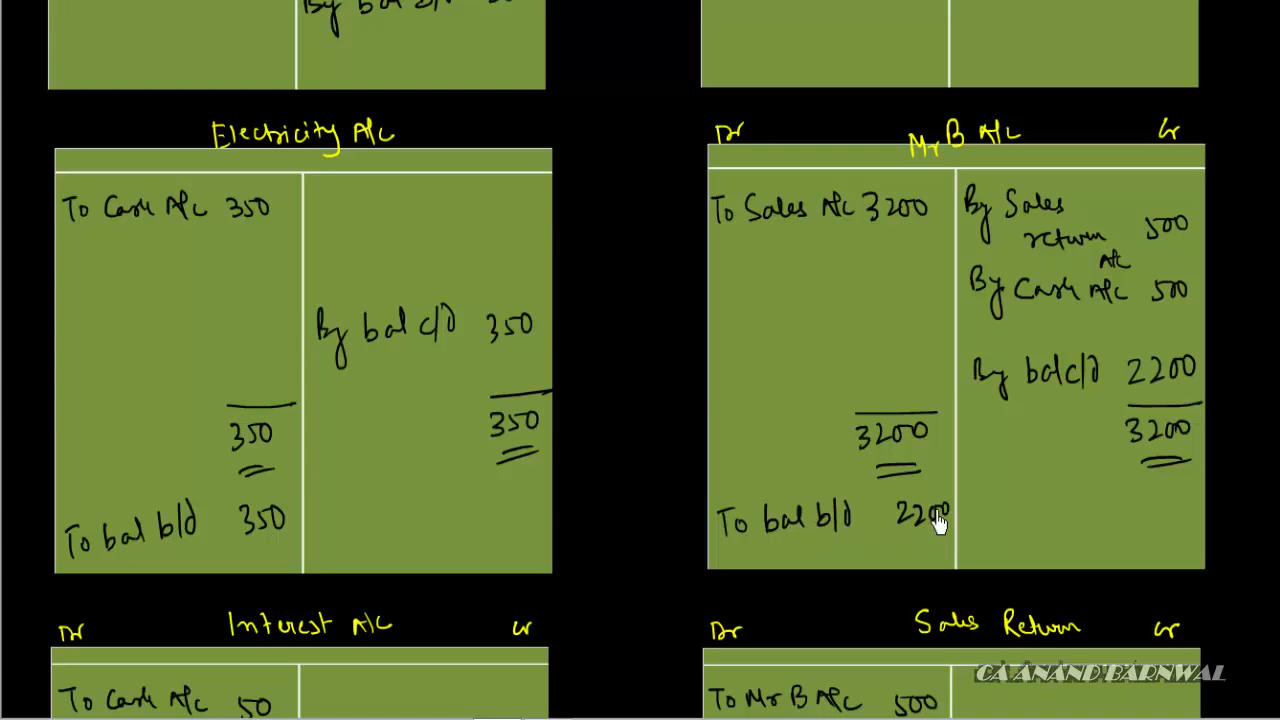 By bal c/d
Electricity A/c
To Cash A/c 350
By bal c/d 350
350
350
To bal b/d 350
Dr
Mr B A/c
Cr
To Sales A/c 3200
By Sales
return
A/c
500
By Cash A/c 500
By bal c/d 2200
3200
3200
To bal b/d 2200
Dr
Interest A/c
Cr
To Cash A/c 50
Dr
Sales Return
Cr
To Mr B A/c 500
CA ANAND BARNWAL